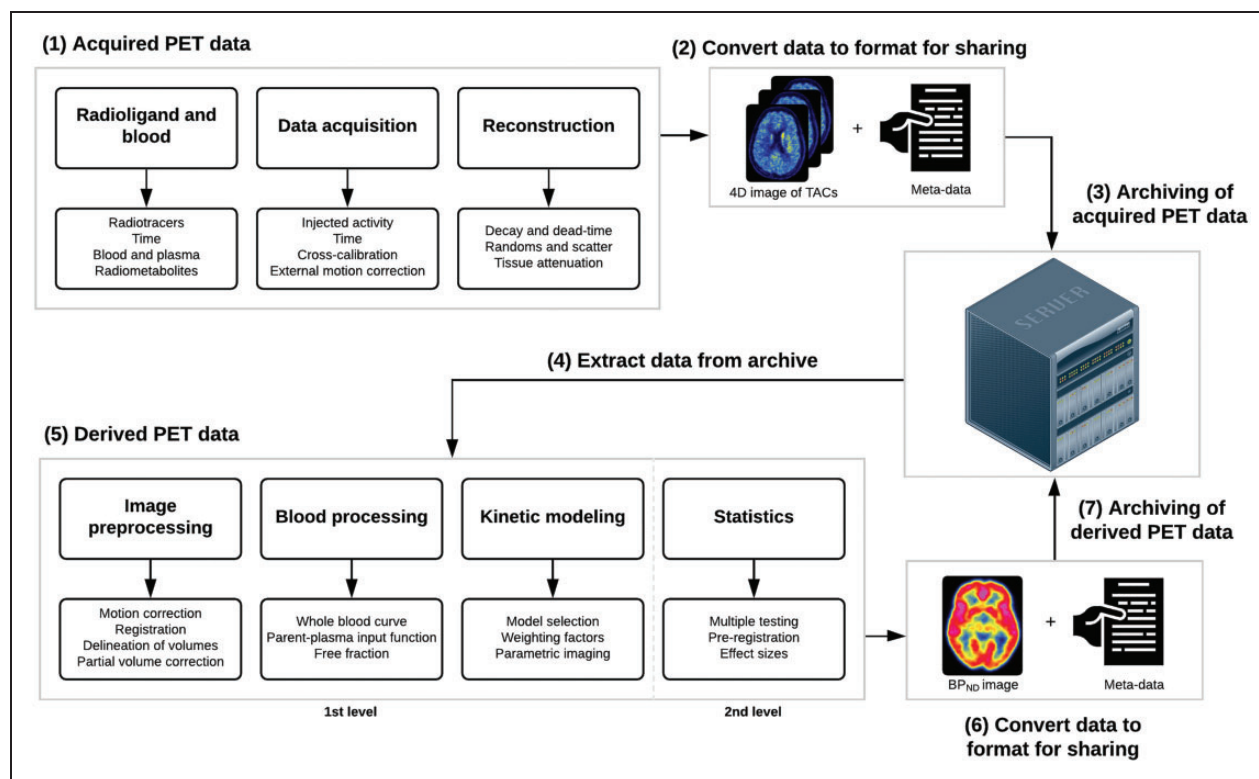 (1) Acquired PET data
Radioligand and
blood
Data acquisition
Reconstruction
Radiotracers
Time
Blood and plasma
Radiometabolites
Injected activity
Time
Cross-calibration
External motion correction
Decay and dead-time
Randoms and scatter
Tissue attenuation
(2) Convert data to format for sharing
+
4D image of TACs
Meta-data
(3) Archiving of
acquired PET data
SERVER
(4) Extract data from archive
(5) Derived PET data
Image
preprocessing
Blood processing
Kinetic modeling
Statistics
Motion correction
Registration
Delineation of volumes
Partial volume correction
Whole blood curve
Parent-plasma input function
Free fraction
Model selection
Weighting factors
Parametric imaging
Multiple testing
Pre-registration
Effect sizes
1st level
2nd level
(7) Archiving of
derived PET data
+
BPND image
Meta-data
(6) Convert data to
format for sharing